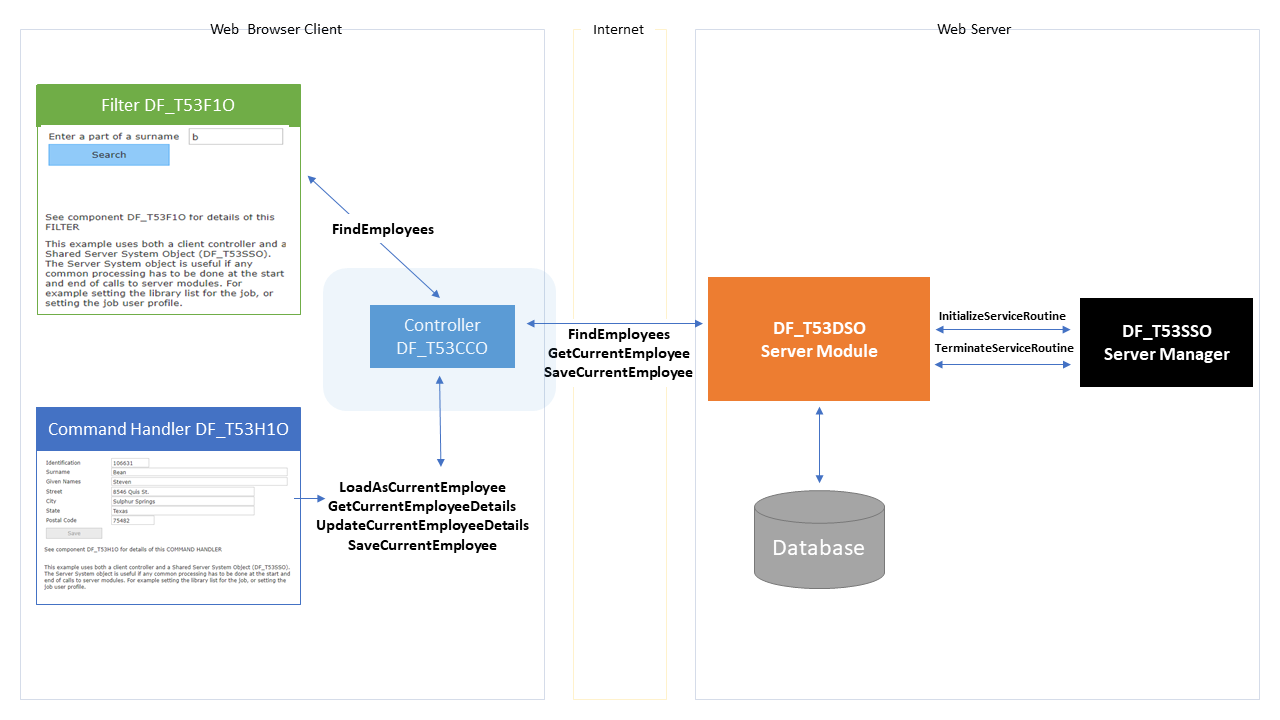 Web  Browser Client
Internet
Web Server
Filter DF_T53F1O
Enter a part of a surname
b
Search
See component DF_T53F1O for details of this
FILTER
This example uses both a client controller and a
Shared Server System Object (DF_T53SSO).
The Server System object is useful if any
common processing has to be done at the start
and end of calls to server modules. For
example setting the library list for the job, or
setting the job user profile.
FindEmployees
Controller
DF_T53CCO
FindEmployees
GetCurrentEmployee
SaveCurrentEmployee
DF_T53DSO
Server Module
InitializeServiceRoutine
TerminateServiceRoutine
DF_T53SSO
Server Manager
Command Handler DF_T53H1O
Identification 106631
Surname Bean
Given Names Steven
Street 8546 Quis St.
City Sulphur Springs
State Texas
Postal Code 75482
Save
See component DF_T53H1O for details of this COMMAND HANDLER
This example uses both a client controller and a Shared Server System Object (DF_T53SSO).
The Server System object is useful if any common processing has to be done at the start and
end of calls to server modules. For example setting the library list for the job, or setting the
job user profile.
LoadAsCurrentEmployee
GetCurrentEmployeeDetails
UpdateCurrentEmployeeDetails
SaveCurrentEmployee
Database